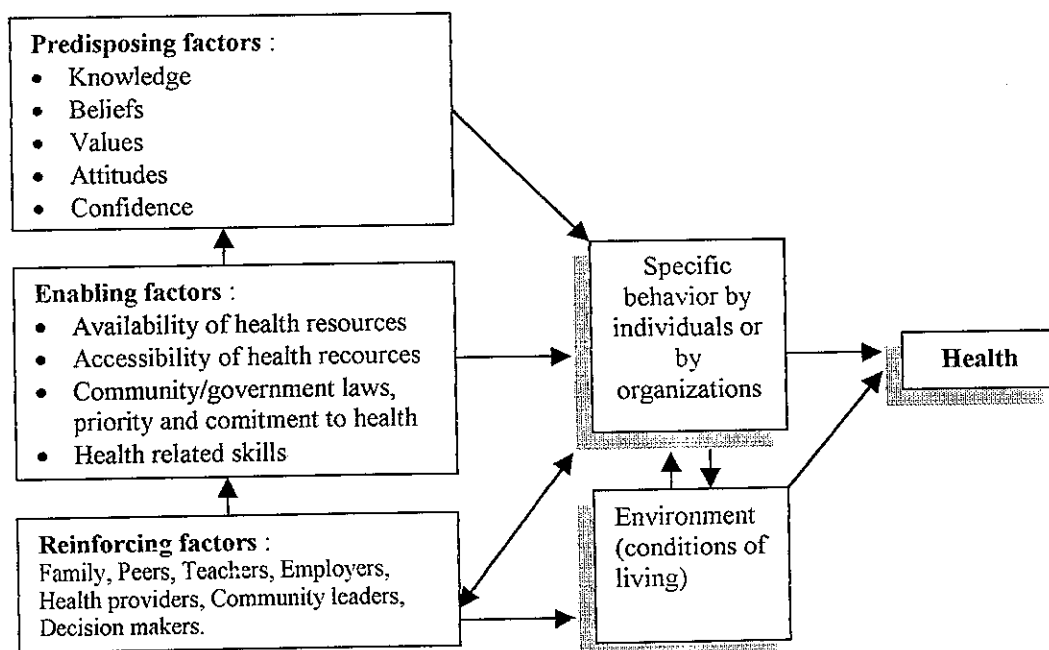 Predisposing factors :
• Knowledge
• Beliefs
• Values
• Attitudes
• Confidence
Enabling factors :
• Availability of health resources
• Accessibility of health recources
• Community/government laws,
priority and comitment to health
• Health related skills
Reinforcing factors :
Family, Peers, Teachers, Employers,
Health providers, Community leaders,
Decision makers.
Specific
behavior by
individuals or
by
organizations
Environment
(conditions of
living)
Health